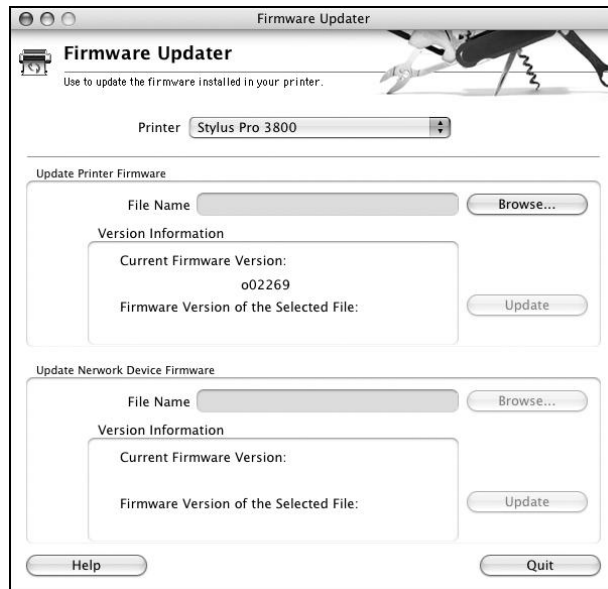 Firmware Updater
Firmware Updater
Use to update the firmware installed in your printer.
Printer Stylus Pro 3800
Update Printer Firmware
File Name Browse...
Version Information
Current Firmware Version:
o02269
Firmware Version of the Selected File:
Update
Update Nerwork Device Firmware
File Name Browse...
Version Information
Current Firmware Version:
Firmware Version of the Selected File:
Update
Help Quit